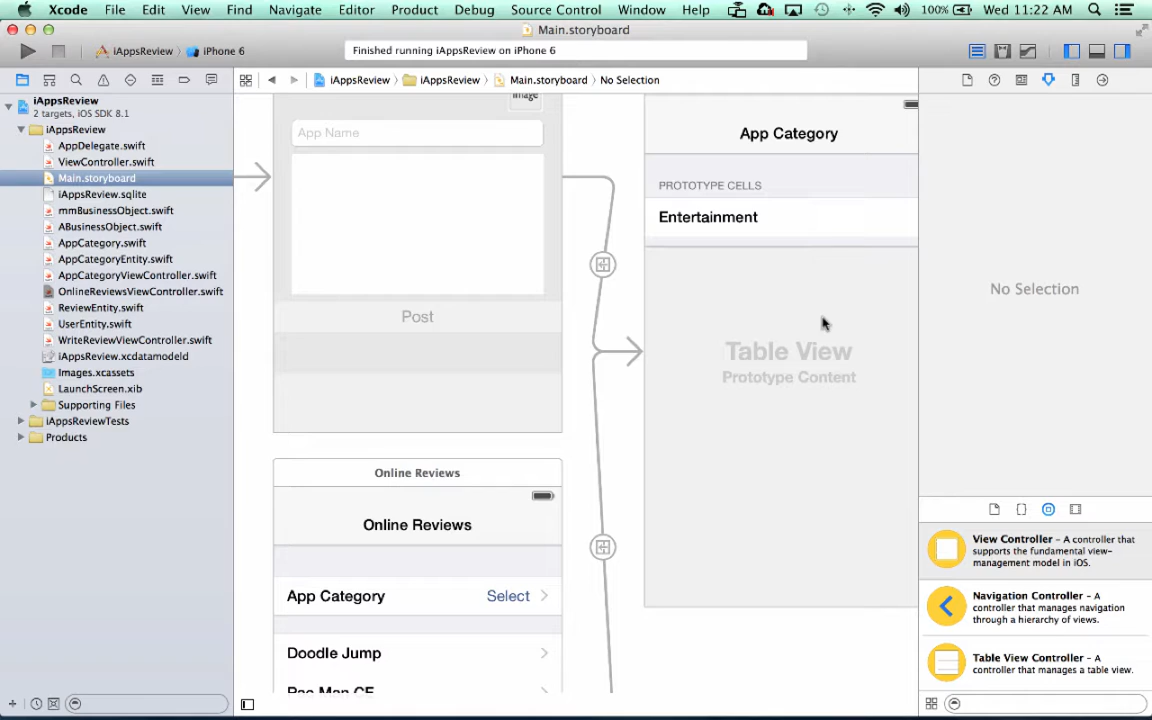 Xcode File Edit View Find Navigate Editor Product Debug Source Control Window Help 100% Wed 11:22 AM
Main.storyboard
iAppsReview iPhone 6
Finished running iAppsReview on iPhone 6
iAppsReview iAppsReview Main.storyboard No Selection
iAppsReview
2 targets, iOS SDK 8.1
iAppsReview
AppDelegate.swift
ViewController.swift
Main.storyboard
iAppsReview.sqlite
mmBusinessObject.swift
ABusinessObject.swift
AppCategory.swift
AppCategoryEntity.swift
AppCategoryViewController.swift
OnlineReviewsViewController.swift
ReviewEntity.swift
UserEntity.swift
WriteReviewViewController.swift
iAppsReview.xcdatamodeld
Images.xcassets
LaunchScreen.xib
Supporting Files
iAppsReviewTests
Products
Image
App Name
Post
Online Reviews
Online Reviews
App Category Select
Doodle Jump
Pac Man CE
App Category
PROTOTYPE CELLS
Entertainment
Table View
Prototype Content
No Selection
View Controller – A controller that
supports the fundamental view-
management model in iOS.
Navigation Controller – A
controller that manages navigation
through a hierarchy of views.
Table View Controller – A
controller that manages a table view.